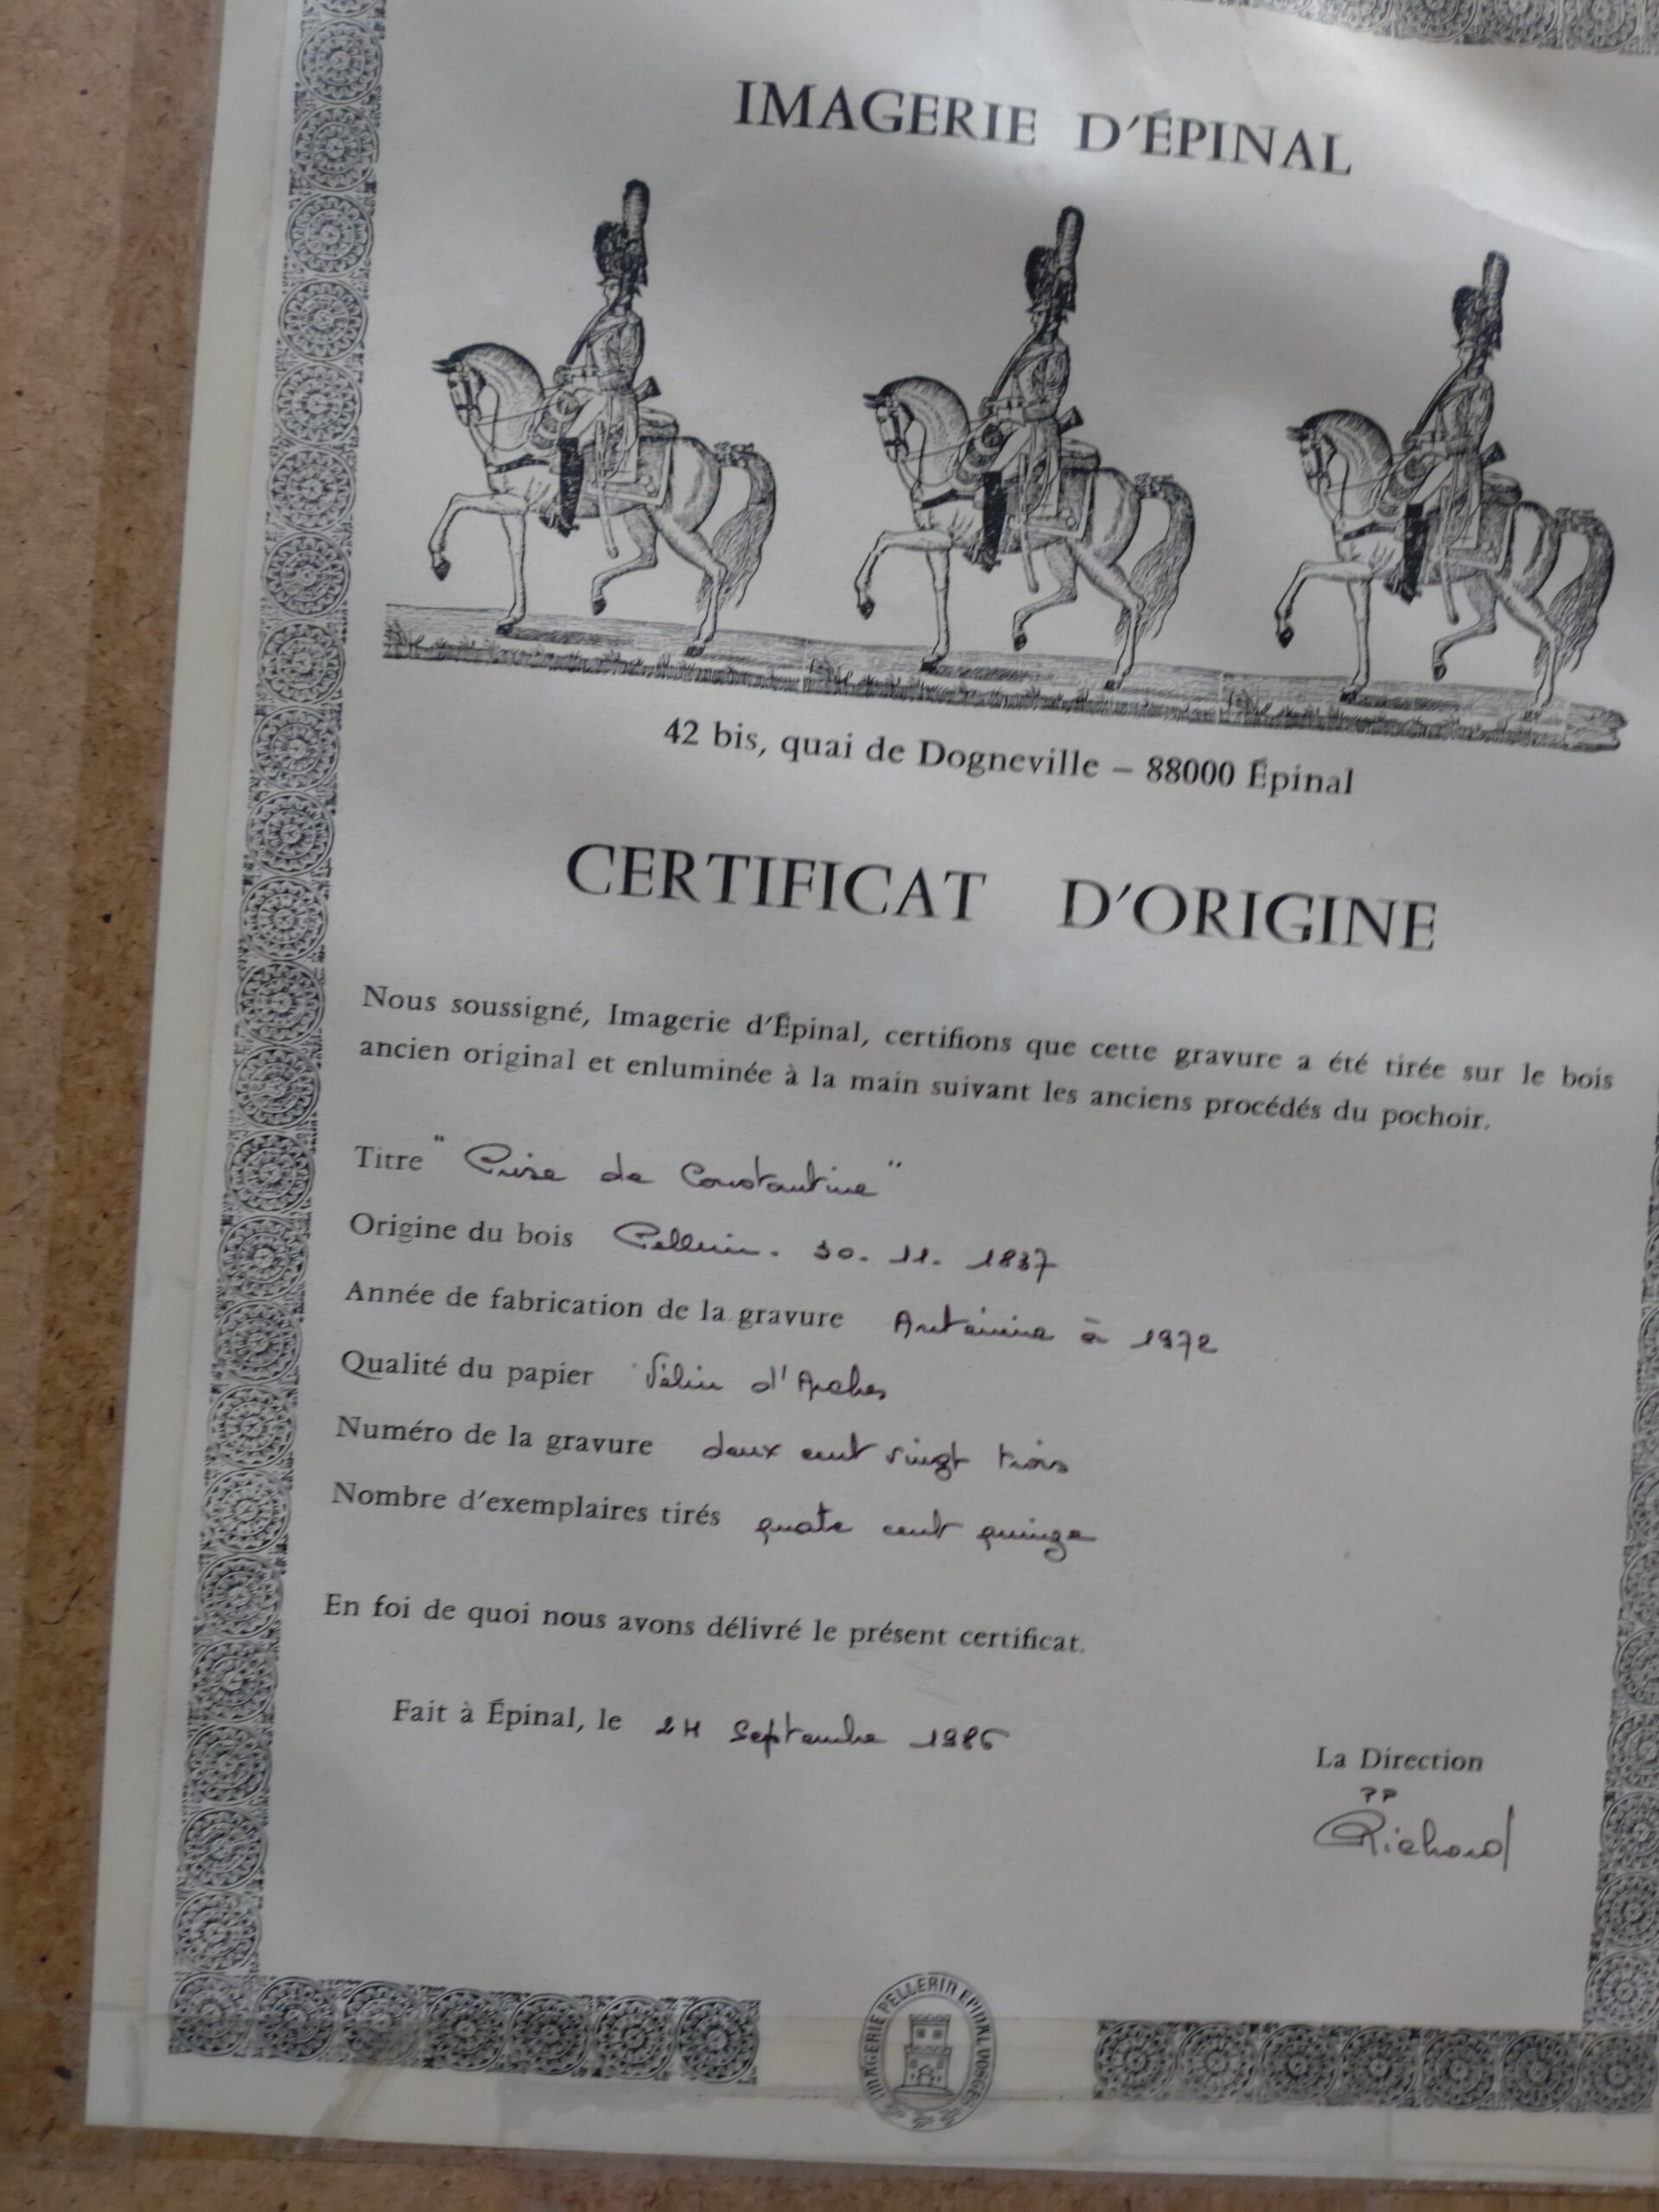 IMAGERIE D'ÉPINAL
42 bis, quai de Dogneville – 88000 Épinal
CERTIFICAT D'ORIGINE
Nous soussigné, Imagerie d'Épinal, certifions que cette gravure a été tirée sur le bois
ancien original et enluminée à la main suivant les anciens procédés du pochoir.
Titre " Prise de Constantine "
Origine du bois Pellerin. 30. 11. 1837
Année de fabrication de la gravure Antérieure à 1972
Qualité du papier Vélin d'Arches
Numéro de la gravure deux cent vingt trois
Nombre d'exemplaires tirés quatre cent quinze
En foi de quoi nous avons délivré le présent certificat.
Fait à Épinal, le 24 Septembre 1986
La Direction
PP
Richard
IMAGERIE PELLERIN EPINAL VOSGES